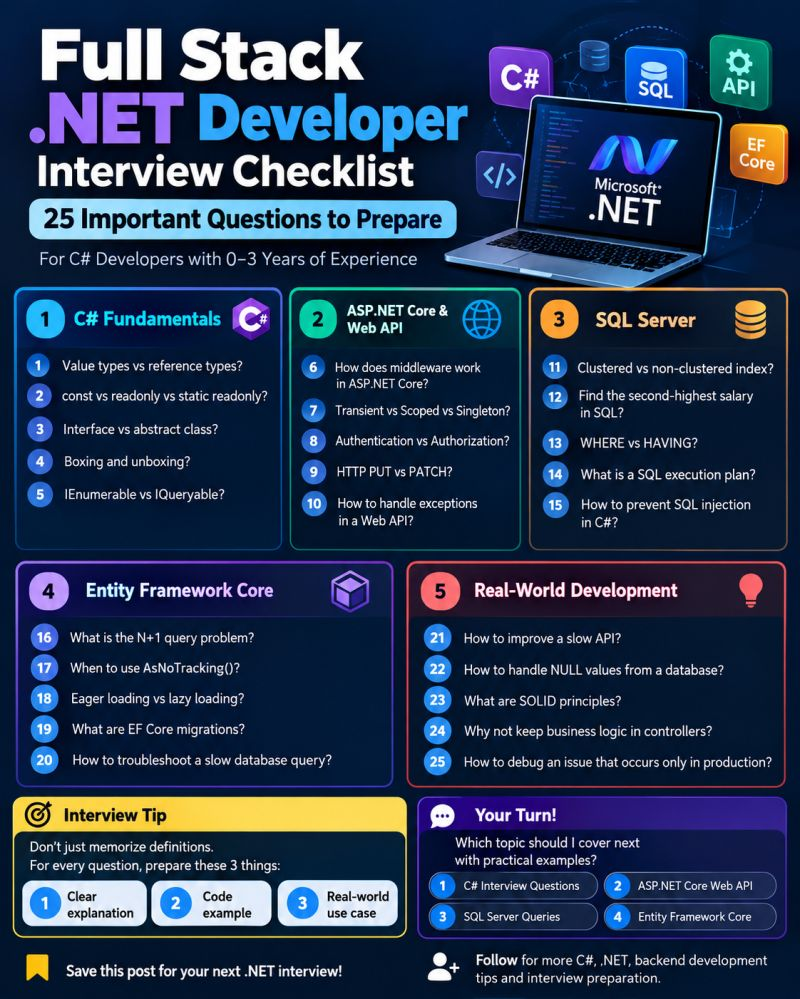 Full Stack
.NET Developer
Interview Checklist
25 Important Questions to Prepare
For C# Developers with 0–3 Years of Experience
C#
SQL
API
EF
Core
</>
Microsoft®
.NET
1 C# Fundamentals C#
1 Value types vs reference types?
2 const vs readonly vs static readonly?
3 Interface vs abstract class?
4 Boxing and unboxing?
5 IEnumerable vs IQueryable?
2 ASP.NET Core &
Web API
6 How does middleware work
in ASP.NET Core?
7 Transient vs Scoped vs Singleton?
8 Authentication vs Authorization?
9 HTTP PUT vs PATCH?
10 How to handle exceptions
in a Web API?
3 SQL Server
11 Clustered vs non-clustered index?
12 Find the second-highest salary
in SQL?
13 WHERE vs HAVING?
14 What is a SQL execution plan?
15 How to prevent SQL injection
in C#?
4 Entity Framework Core
16 What is the N+1 query problem?
17 When to use AsNoTracking()?
18 Eager loading vs lazy loading?
19 What are EF Core migrations?
20 How to troubleshoot a slow database query?
5 Real-World Development
21 How to improve a slow API?
22 How to handle NULL values from a database?
23 What are SOLID principles?
24 Why not keep business logic in controllers?
25 How to debug an issue that occurs only in production?
Interview Tip
Don't just memorize definitions.
For every question, prepare these 3 things:
1 Clear
explanation
2 Code
example
3 Real-world
use case
Your Turn!
Which topic should I cover next
with practical examples?
1 C# Interview Questions
2 ASP.NET Core Web API
3 SQL Server Queries
4 Entity Framework Core
Save this post for your next .NET interview!
Follow for more C#, .NET, backend development
tips and interview preparation.